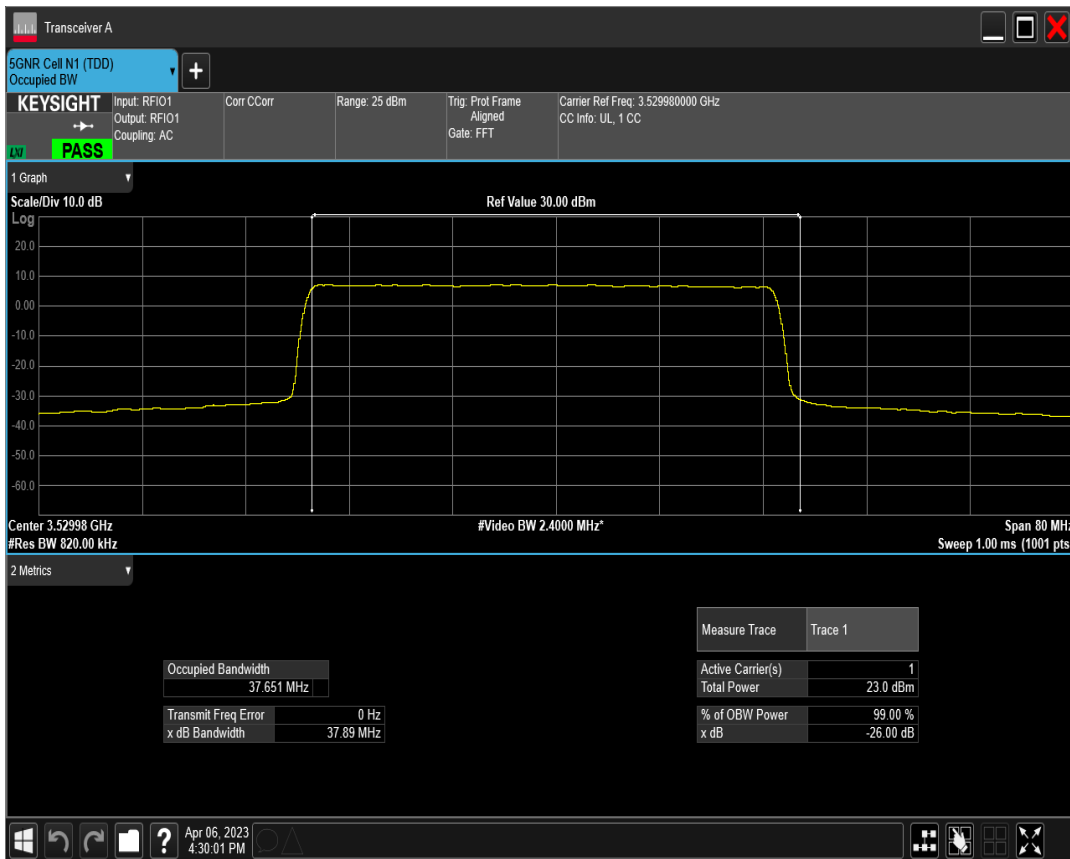 Transceiver A
5GNR Cell N1 (TDD)
Occupied BW
+
KEYSIGHT
LXI
PASS
Input: RFIO1
Output: RFIO1
Coupling: AC
Corr CCorr
Range: 25 dBm
Trig: Prot Frame
Aligned
Gate: FFT
Carrier Ref Freq: 3.529980000 GHz
CC Info: UL, 1 CC
1 Graph
Scale/Div 10.0 dB
Ref Value 30.00 dBm
Log
20.0
10.0
0.00
-10.0
-20.0
-30.0
-40.0
-50.0
-60.0
Center 3.52998 GHz
#Video BW 2.4000 MHz*
Span 80 MHz
#Res BW 820.00 kHz
Sweep 1.00 ms (1001 pts
2 Metrics
Measure Trace Trace 1
Occupied Bandwidth
37.651 MHz
Active Carrier(s) 1
Total Power 23.0 dBm
Transmit Freq Error 0 Hz
x dB Bandwidth 37.89 MHz
% of OBW Power 99.00 %
x dB -26.00 dB
?
Apr 06, 2023
4:30:01 PM